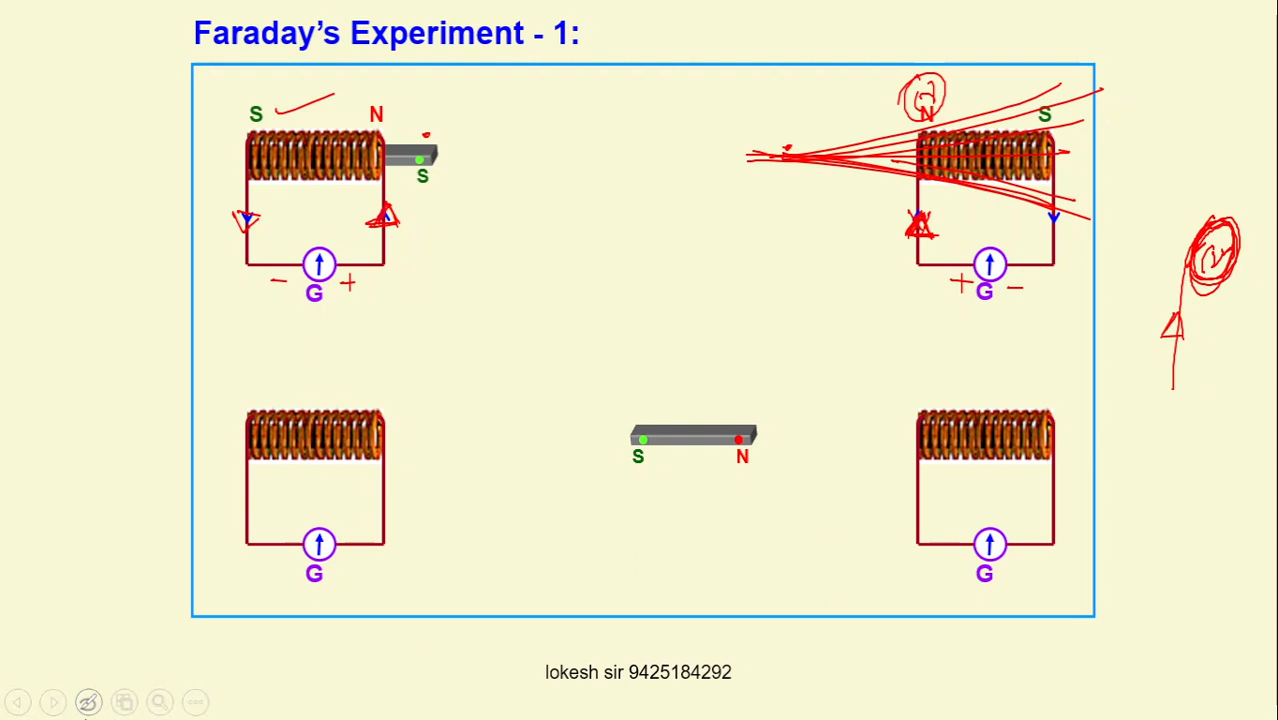 Faraday's Experiment - 1:
S N N S
S
- + + -
G G
S N
G G
lokesh sir 9425184292